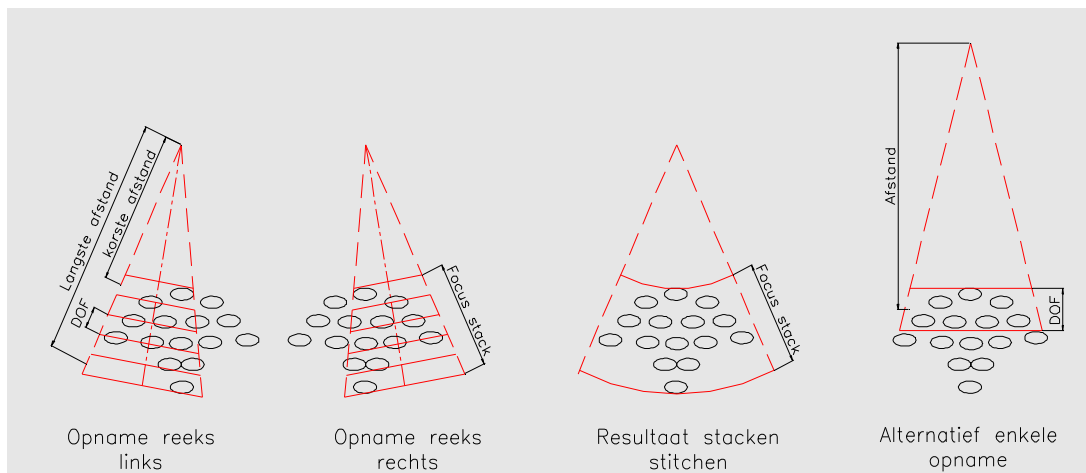 Langste afstand
korste afstand
DOF
Opname reeks
links
Focus stack
Opname reeks
rechts
Focus stack
Resultaat stacken
stitchen
Afstand
DOF
Alternatief enkele
opname